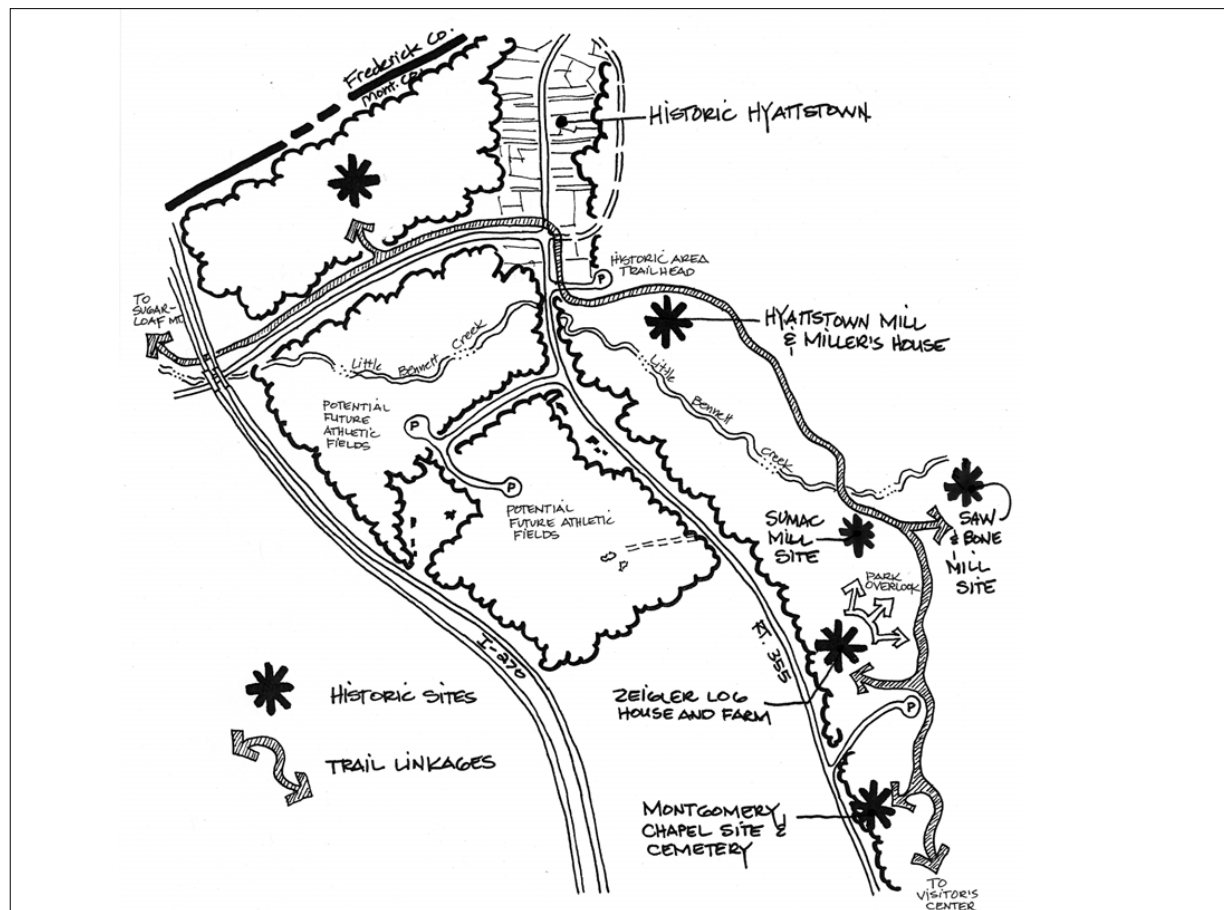 Frederick Co.
Mont. Co.
HISTORIC HYATTSTOWN
HISTORIC AREA
TRAILHEAD
P
TO
SUGAR-
LOAF MT.
HYATTSTOWN MILL
& MILLER'S HOUSE
Little Bennett Creek
Little Bennett Creek
POTENTIAL
FUTURE
ATHLETIC
FIELDS
P
P
POTENTIAL
FUTURE ATHLETIC
FIELDS
SUMAC
MILL
SITE
SAW
& BONE
MILL
SITE
PARK
OVERLOOK
RT. 355
I-270
HISTORIC SITES
ZEIGLER LOG
HOUSE AND FARM
P
TRAIL LINKAGES
MONTGOMERY
CHAPEL SITE &
CEMETERY
TO
VISITOR'S
CENTER